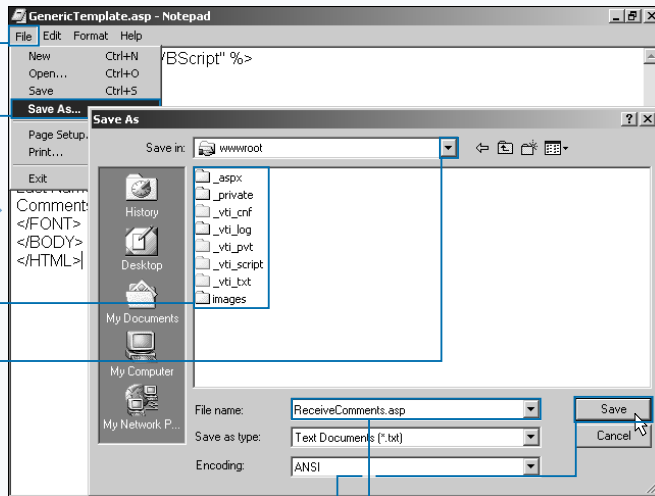 GenericTemplate.asp - Notepad
File Edit Format Help
New Ctrl+N
Open... Ctrl+O
Save Ctrl+S
Save As...
Page Setup.
Print...
Exit
/BScript" %>
Comments
</FONT>
</BODY>
</HTML>
Save As
Save in: wwwroot
History
Desktop
My Documents
My Computer
My Network P...
_aspx
_private
_vti_cnf
_vti_log
_vti_pvt
_vti_script
_vti_txt
images
File name: ReceiveComments.asp Save
Save as type: Text Documents (*.txt) Cancel
Encoding: ANSI